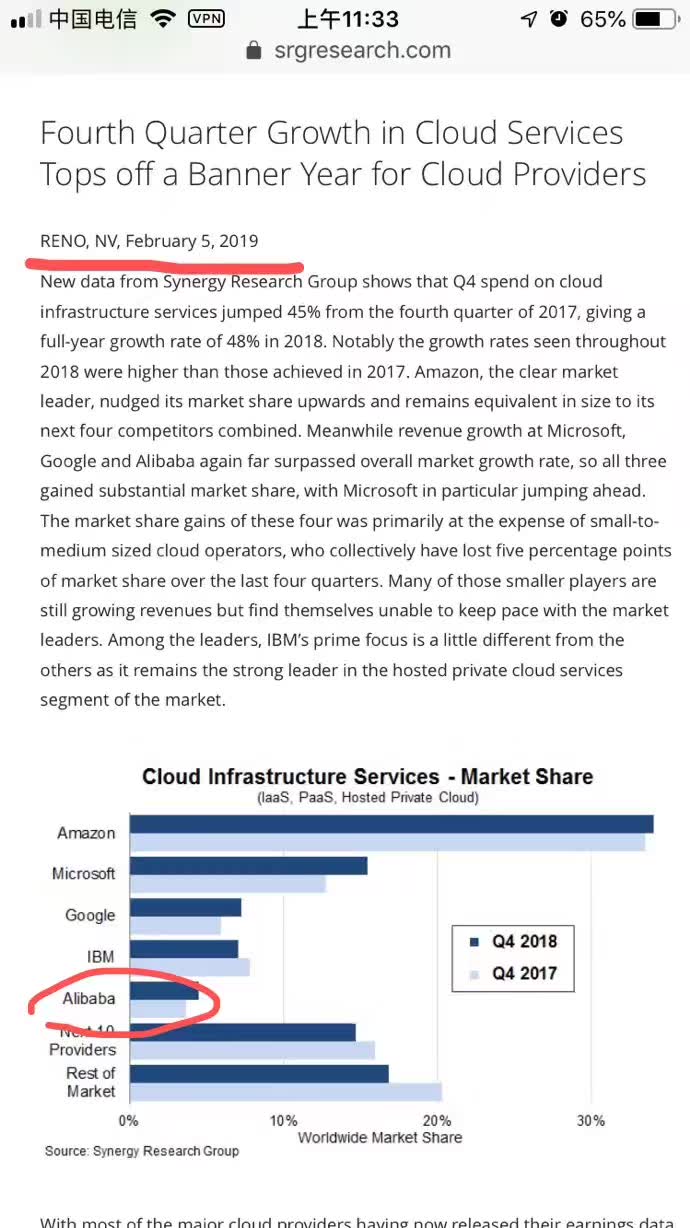 中国电信 VPN 上午11:33 65%
srgresearch.com
Fourth Quarter Growth in Cloud Services
Tops off a Banner Year for Cloud Providers
RENO, NV, February 5, 2019
New data from Synergy Research Group shows that Q4 spend on cloud
infrastructure services jumped 45% from the fourth quarter of 2017, giving a
full-year growth rate of 48% in 2018. Notably the growth rates seen throughout
2018 were higher than those achieved in 2017. Amazon, the clear market
leader, nudged its market share upwards and remains equivalent in size to its
next four competitors combined. Meanwhile revenue growth at Microsoft,
Google and Alibaba again far surpassed overall market growth rate, so all three
gained substantial market share, with Microsoft in particular jumping ahead.
The market share gains of these four was primarily at the expense of small-to-
medium sized cloud operators, who collectively have lost five percentage points
of market share over the last four quarters. Many of those smaller players are
still growing revenues but find themselves unable to keep pace with the market
leaders. Among the leaders, IBM's prime focus is a little different from the
others as it remains the strong leader in the hosted private cloud services
segment of the market.
Cloud Infrastructure Services - Market Share
(IaaS, PaaS, Hosted Private Cloud)
Amazon
Microsoft
Google
IBM
Alibaba
Next 10
Providers
Rest of
Market
Q4 2018
Q4 2017
0% 10% 20% 30%
Worldwide Market Share
Source: Synergy Research Group
With most of the major cloud providers having now released their earnings data